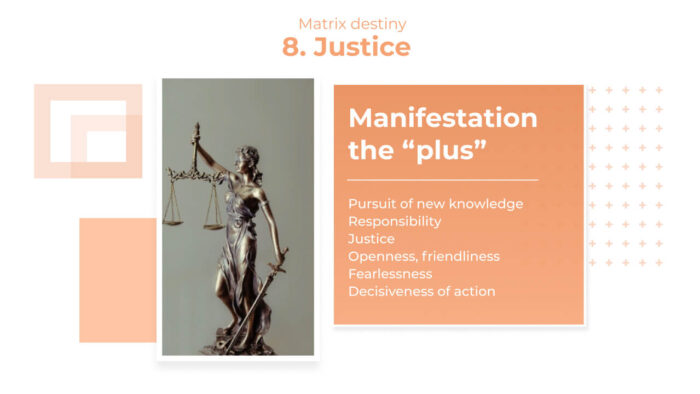 Matrix destiny
8. Justice
Manifestation
the “plus”
Pursuit of new knowledge
Responsibility
Justice
Openness, friendliness
Fearlessness
Decisiveness of action